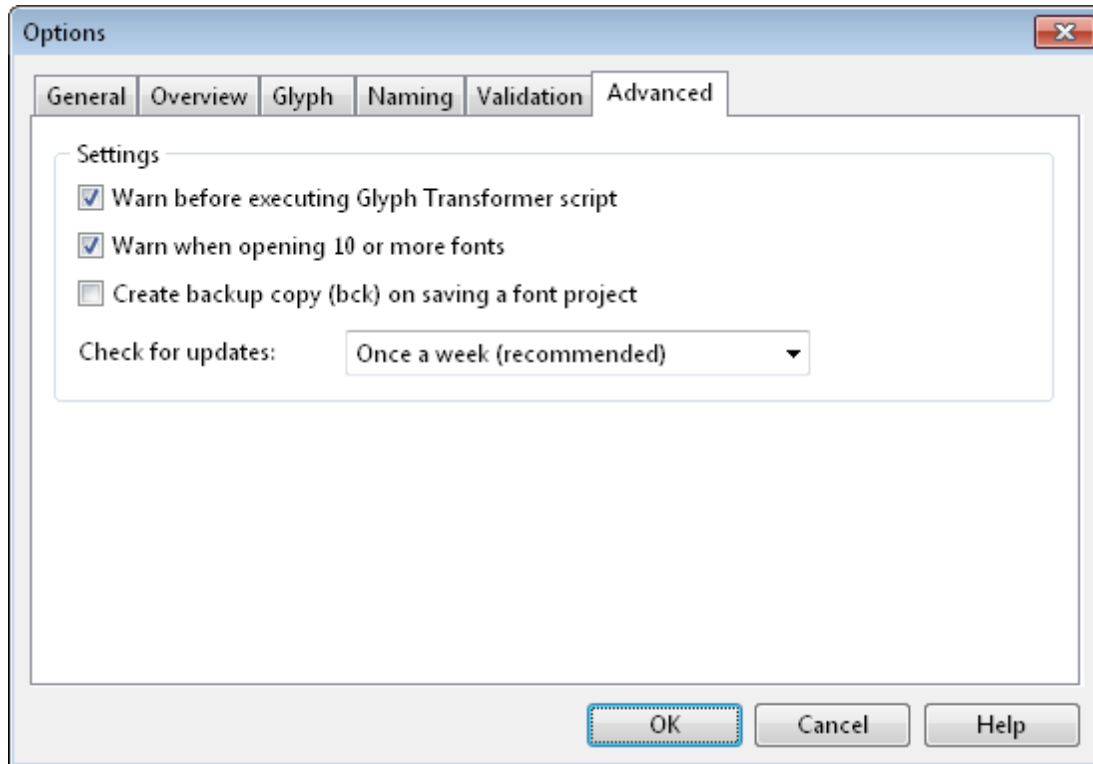 Options
General Overview Glyph Naming Validation Advanced
Settings
Warn before executing Glyph Transformer script
Warn when opening 10 or more fonts
Create backup copy (bck) on saving a font project
Check for updates: Once a week (recommended)
OK Cancel Help